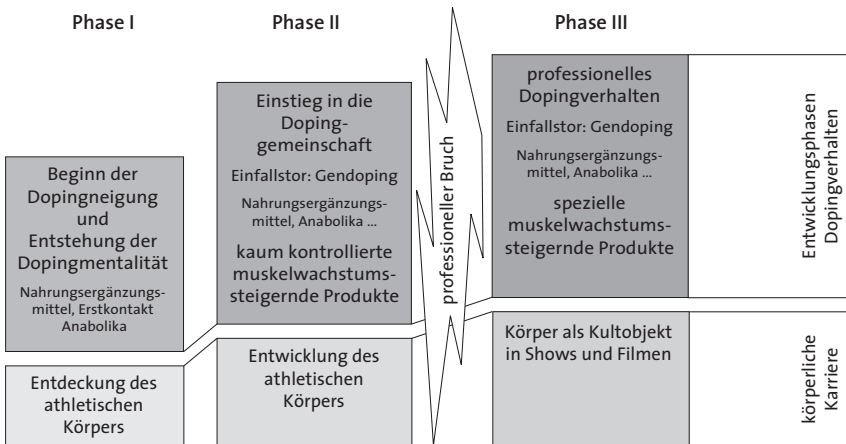 Phase I
Phase II
Phase III
Beginn der
Dopingneigung
und
Entstehung der
Dopingmentalität
Nahrungsergänzungs-
mittel, Erstkontakt
Anabolika
Einstieg in die
Doping-
gemeinschaft
Einfallstor: Gendoping
Nahrungsergänzungs-
mittel, Anabolika ...
kaum kontrollierte
muskelwachstums-
steigernde Produkte
professioneller Bruch
professionelles
Dopingverhalten
Einfallstor: Gendoping
Nahrungsergänzungs-
mittel, Anabolika ...
spezielle
muskelwachstums-
steigernde Produkte
Entwicklungsphasen
Dopingverhalten
Entdeckung des
athletischen
Körpers
Entwicklung des
athletischen
Körpers
Körper als Kultobjekt
in Shows und Filmen
körperliche
Karriere